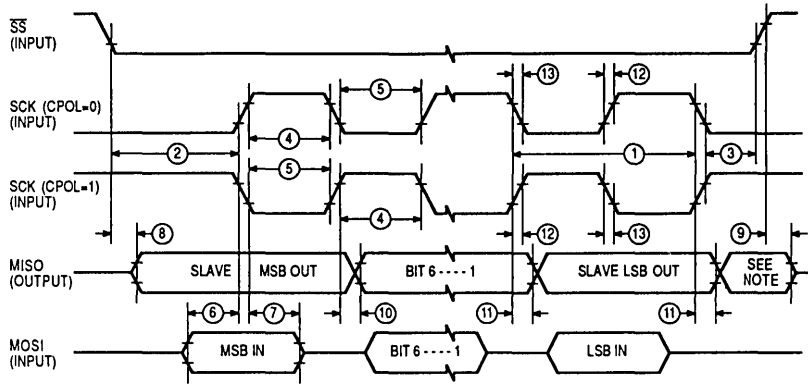 SS
(INPUT)
⑬ ⑫
⑤
SCK (CPOL=0)
(INPUT)
④
② ① ③
⑤
SCK (CPOL=1)
(INPUT)
④
⑧ ⑫ ⑬ ⑨
MISO
(OUTPUT)
SLAVE MSB OUT
BIT 6 - - - - 1
SLAVE LSB OUT
SEE
NOTE
⑥ ⑦ ⑩ ⑪ ⑪
MOSI
(INPUT)
MSB IN
BIT 6 - - - - 1
LSB IN